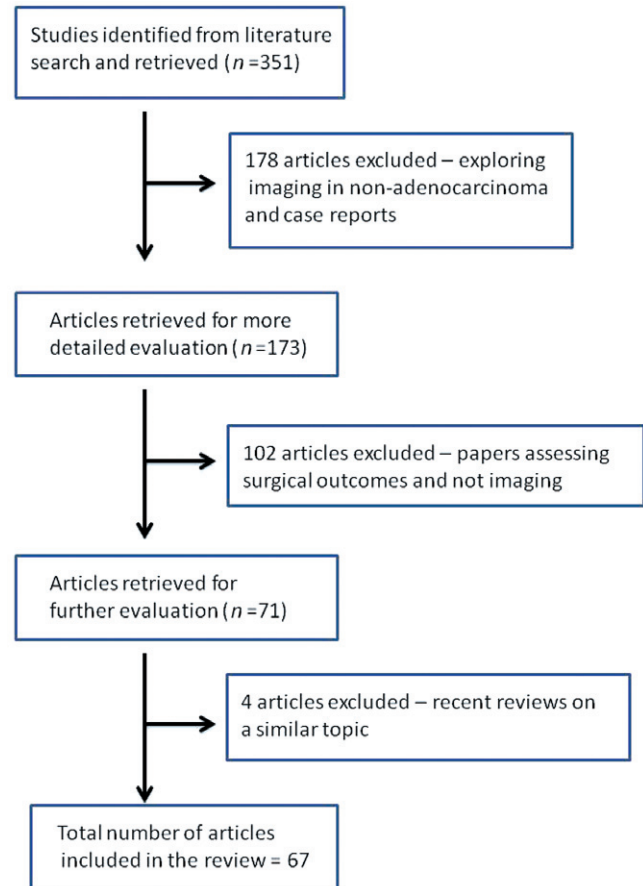 Studies identified from literature
search and retrieved (n=351)
178 articles excluded – exploring
imaging in non-adenocarcinoma
and case reports
Articles retrieved for more
detailed evaluation (n=173)
102 articles excluded – papers assessing
surgical outcomes and not imaging
Articles retrieved for
further evaluation (n=71)
4 articles excluded – recent reviews on
a similar topic
Total number of articles
included in the review = 67